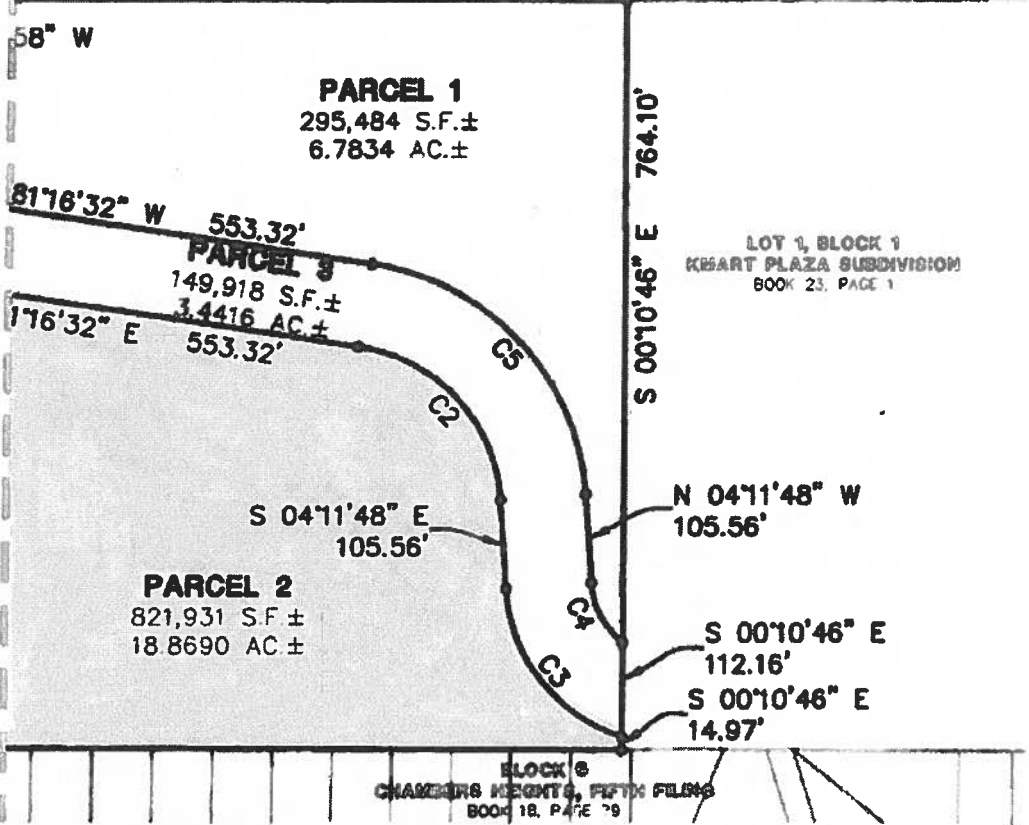 58" W
PARCEL 1
295,484 S.F.±
6.7834 AC.±
764.10'
S 00°10'46" E
81°16'32" W 553.32'
PARCEL 3
149,918 S.F.±
3.4416 AC.±
1°16'32" E 553.32'
LOT 1, BLOCK 1
KMART PLAZA SUBDIVISION
BOOK 23, PAGE 1
C5
C2
S 04°11'48" E
105.56'
N 04°11'48" W
105.56'
PARCEL 2
821,931 S.F.±
18.8690 AC.±
C4
C3
S 00°10'46" E
112.16'
S 00°10'46" E
14.97'
BLOCK 6
CHAMBERS HEIGHTS, FIFTH FILING
BOOK 18, PAGE 79